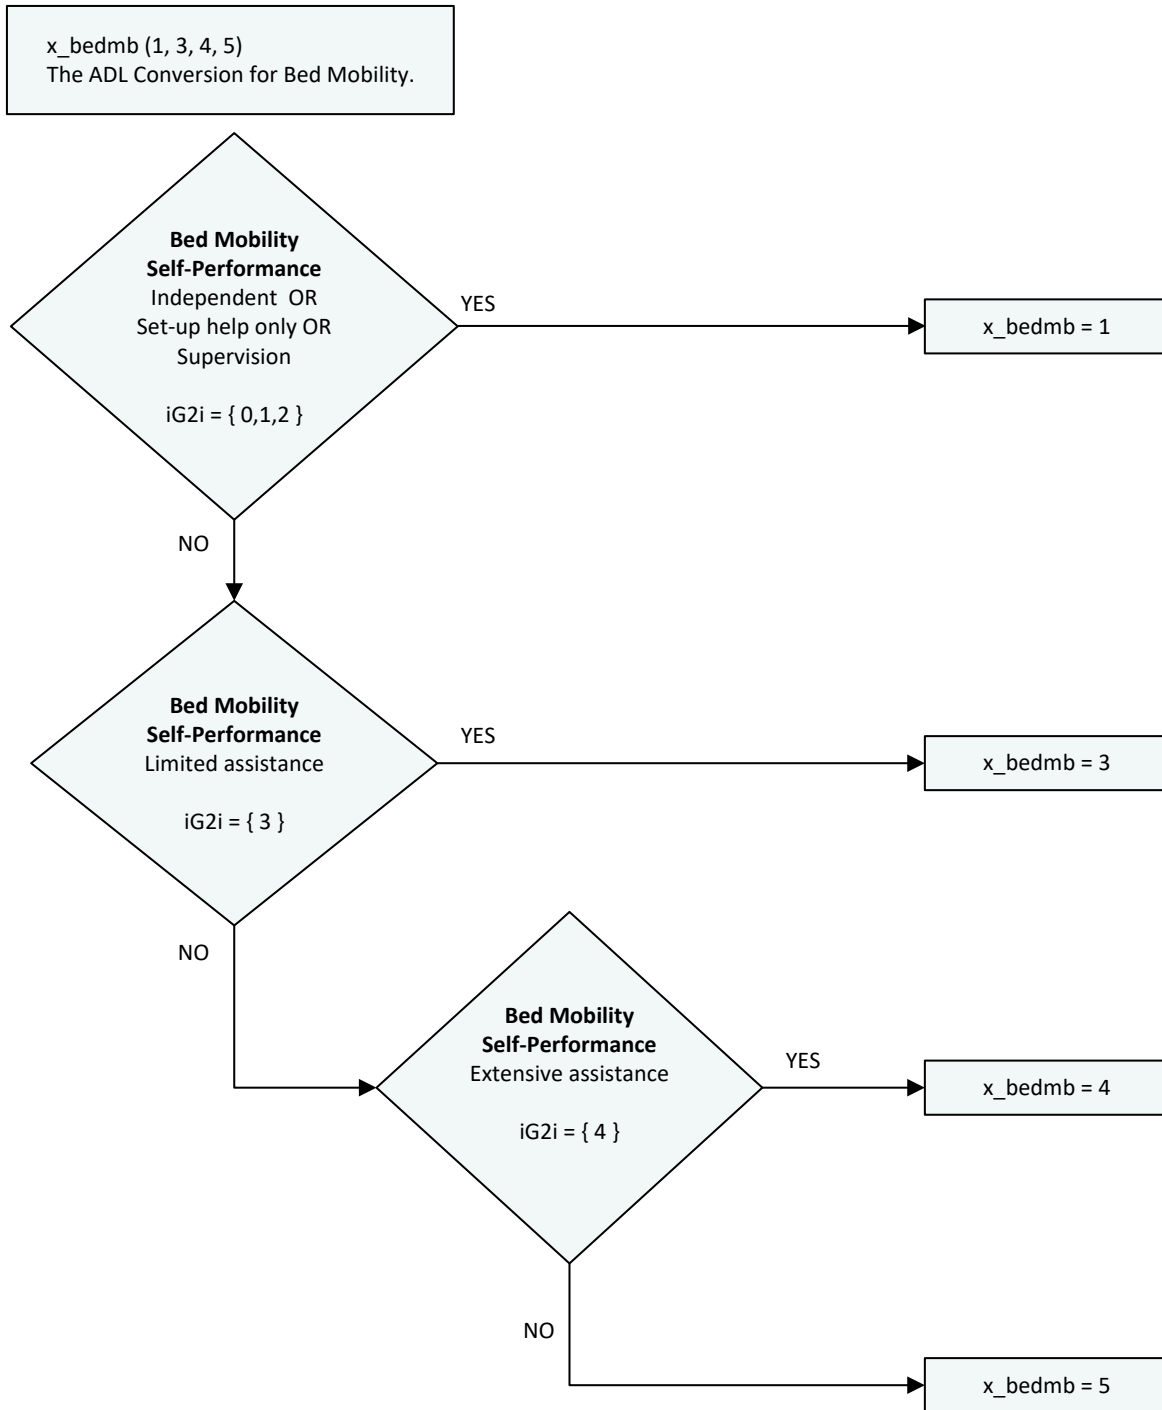 x_bedmb (1, 3, 4, 5)
The ADL Conversion for Bed Mobility.
Bed Mobility
Self-Performance
Independent  OR
Set-up help only OR
Supervision
iG2i = { 0,1,2 }
YES
x_bedmb = 1
NO
Bed Mobility
Self-Performance
Limited assistance
iG2i = { 3 }
YES
x_bedmb = 3
NO
Bed Mobility
Self-Performance
Extensive assistance
iG2i = { 4 }
YES
x_bedmb = 4
NO
x_bedmb = 5